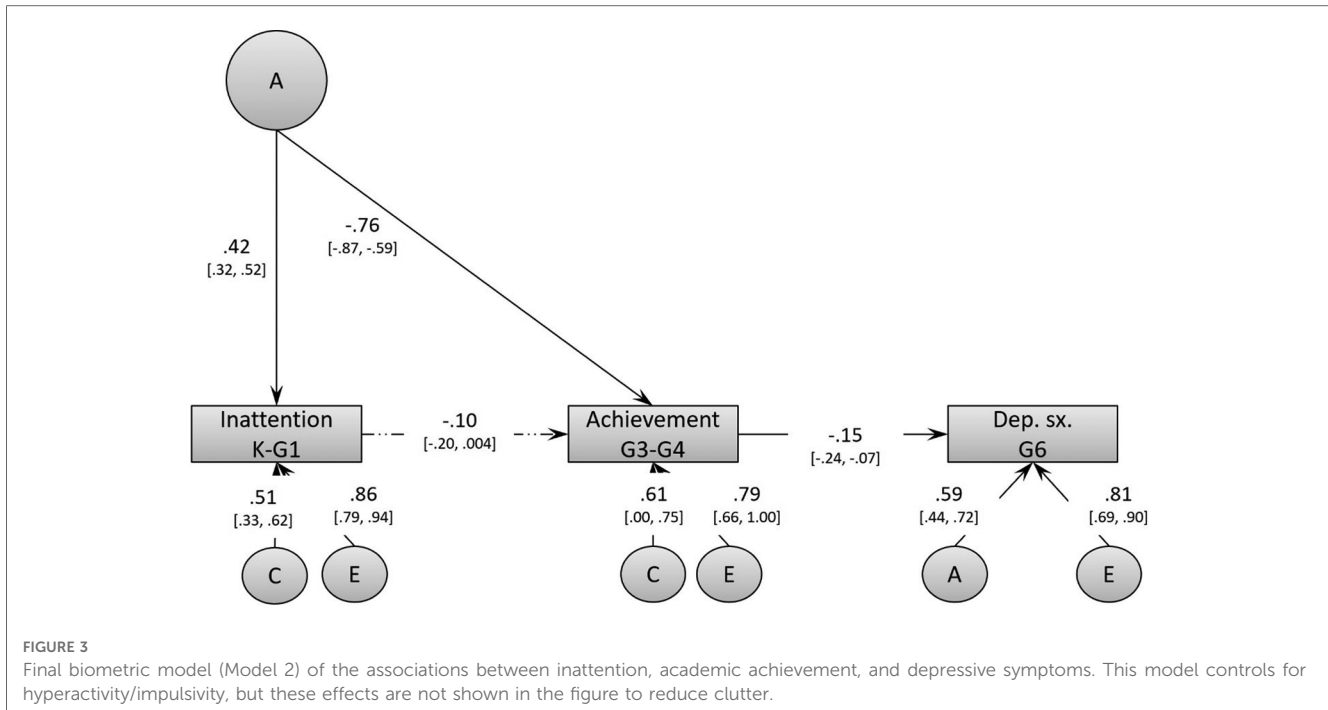 A
.42
[.32, .52]
-.76
[-.87, -.59]
Inattention
K-G1
-.10
[-.20, .004]
Achievement
G3-G4
-.15
[-.24, -.07]
Dep. sx.
G6
.51
[.33, .62]
.86
[.79, .94]
.61
[.00, .75]
.79
[.66, 1.00]
.59
[.44, .72]
.81
[.69, .90]
C
E
C
E
A
E
FIGURE 3
Final biometric model (Model 2) of the associations between inattention, academic achievement, and depressive symptoms. This model controls for
hyperactivity/impulsivity, but these effects are not shown in the figure to reduce clutter.